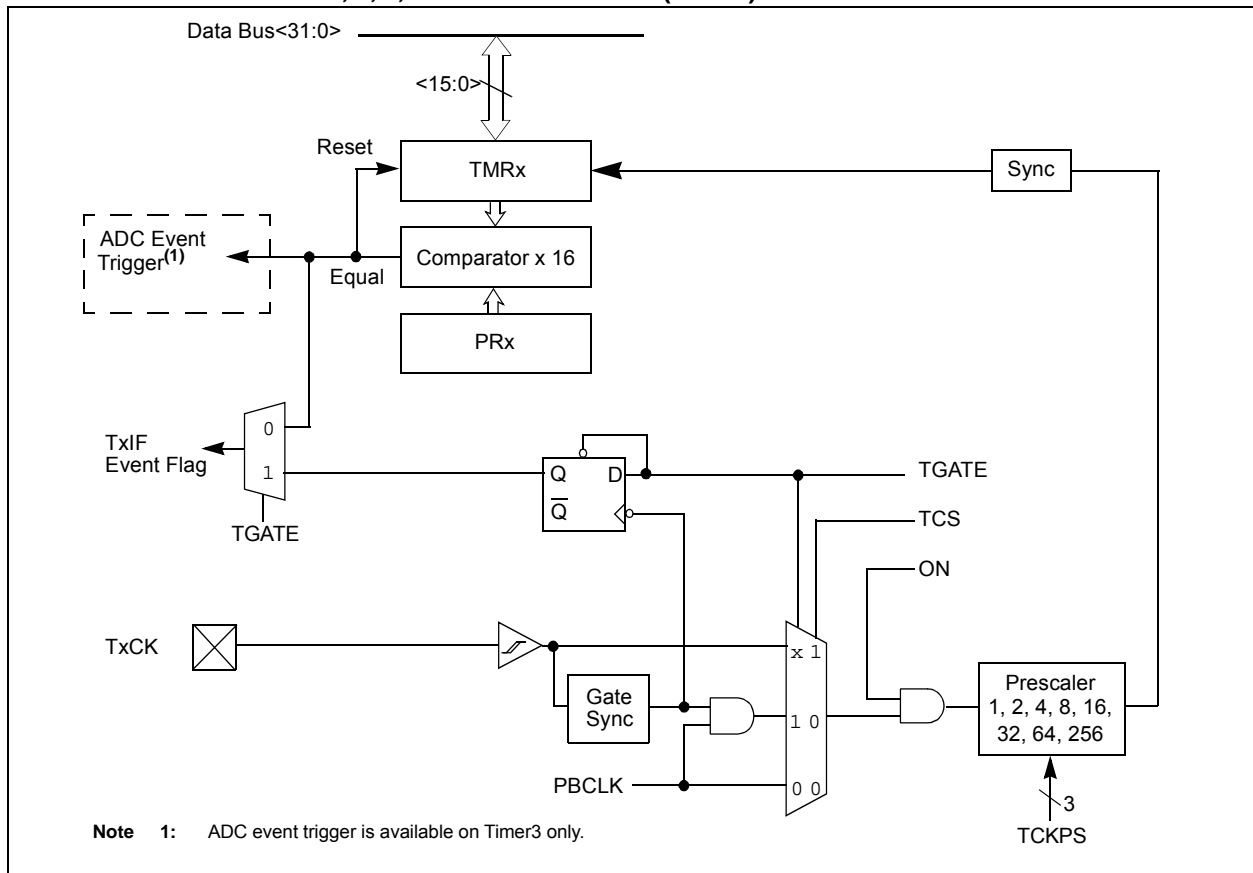 Data Bus<31:0>
<15:0>
Reset
TMRx
Sync
ADC Event
Trigger(1)
Equal
Comparator x 16
PRx
0
1
TxIF
Event Flag
TGATE
Q
D
Q
TGATE
TCS
ON
TxCK
x 1
Gate
Sync
1 0
Prescaler
1, 2, 4, 8, 16,
32, 64, 256
PBCLK
0 0
3
TCKPS
Note 1: ADC event trigger is available on Timer3 only.